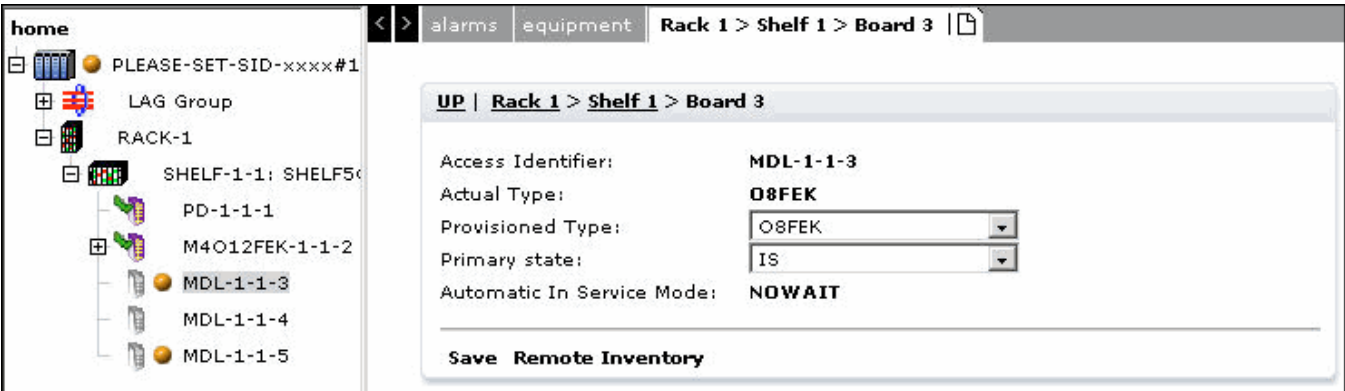 home
< > alarms equipment Rack 1 > Shelf 1 > Board 3
PLEASE-SET-SID-xxxx#1
LAG Group
RACK-1
SHELF-1-1: SHELF5
PD-1-1-1
M4O12FEK-1-1-2
MDL-1-1-3
MDL-1-1-4
MDL-1-1-5
UP | Rack 1 > Shelf 1 > Board 3
Access Identifier: MDL-1-1-3
Actual Type: O8FEK
Provisioned Type: O8FEK
Primary state: IS
Automatic In Service Mode: NOWAIT
Save Remote Inventory